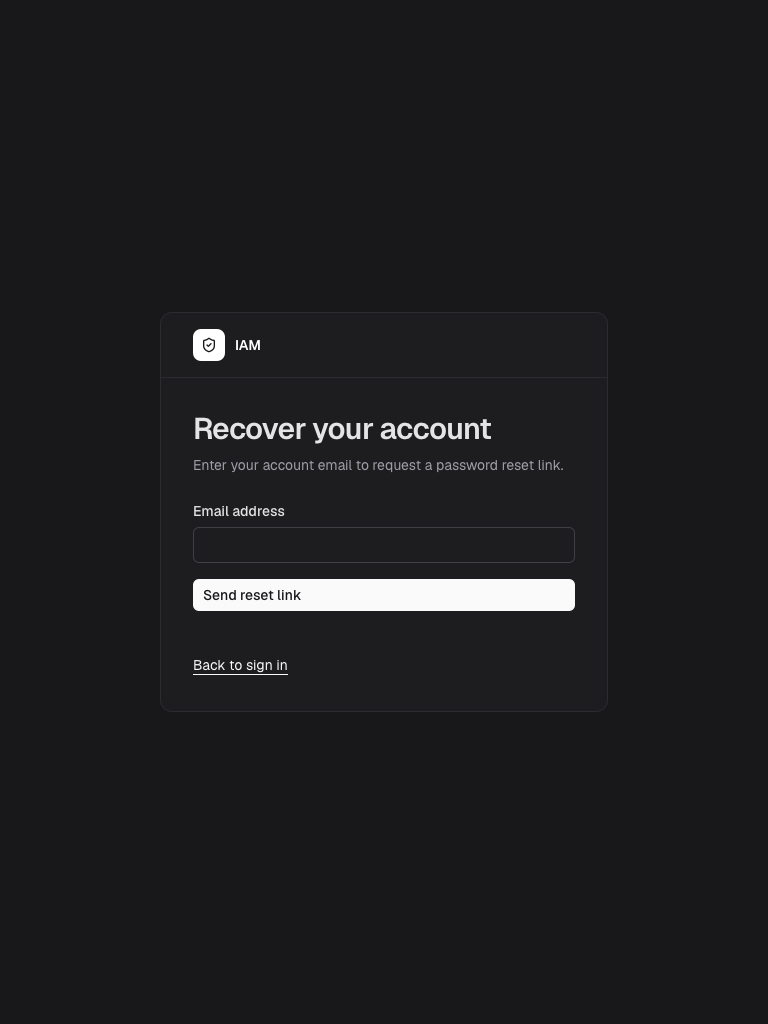 IAM
Recover your account
Enter your account email to request a password reset link.
Email address
Send reset link
Back to sign in